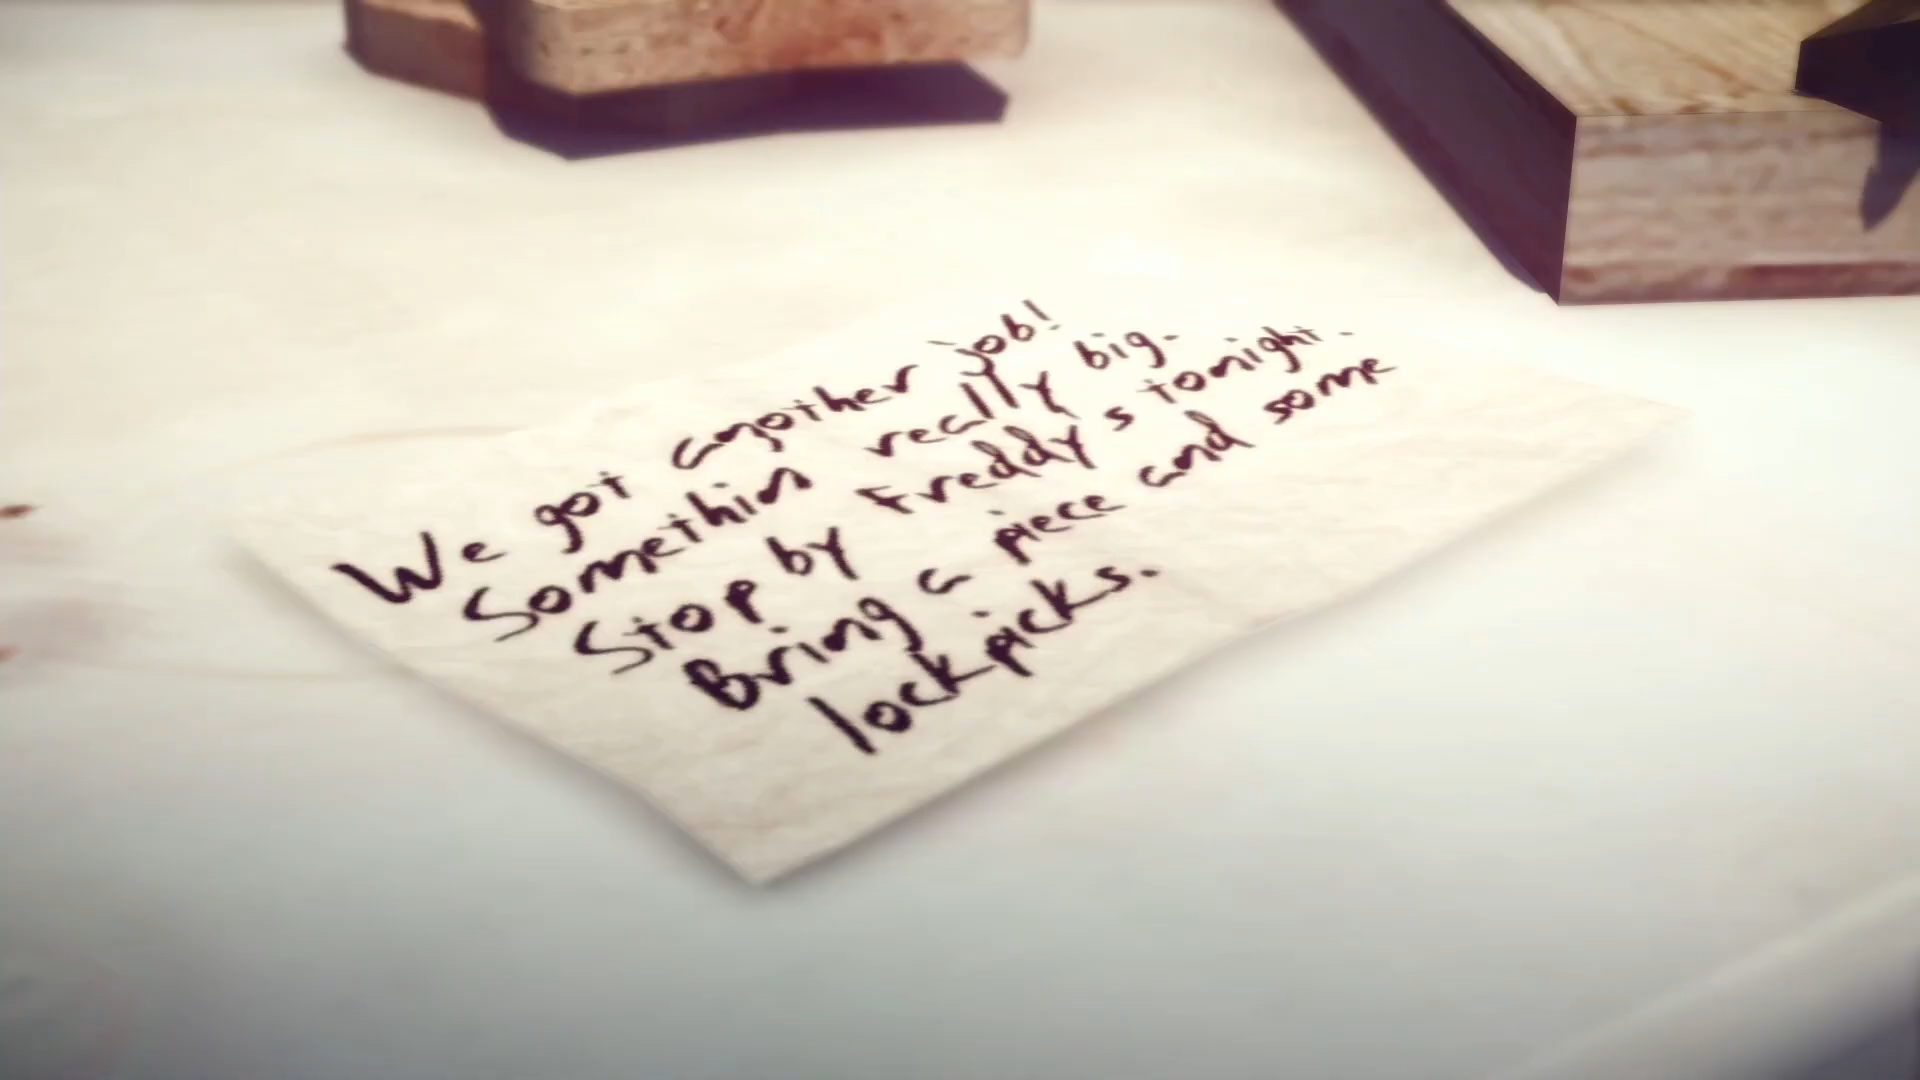 We got another job!
Somethin really big.
Stop by Freddy s tonight.
Bring a piece and some
lockpicks.